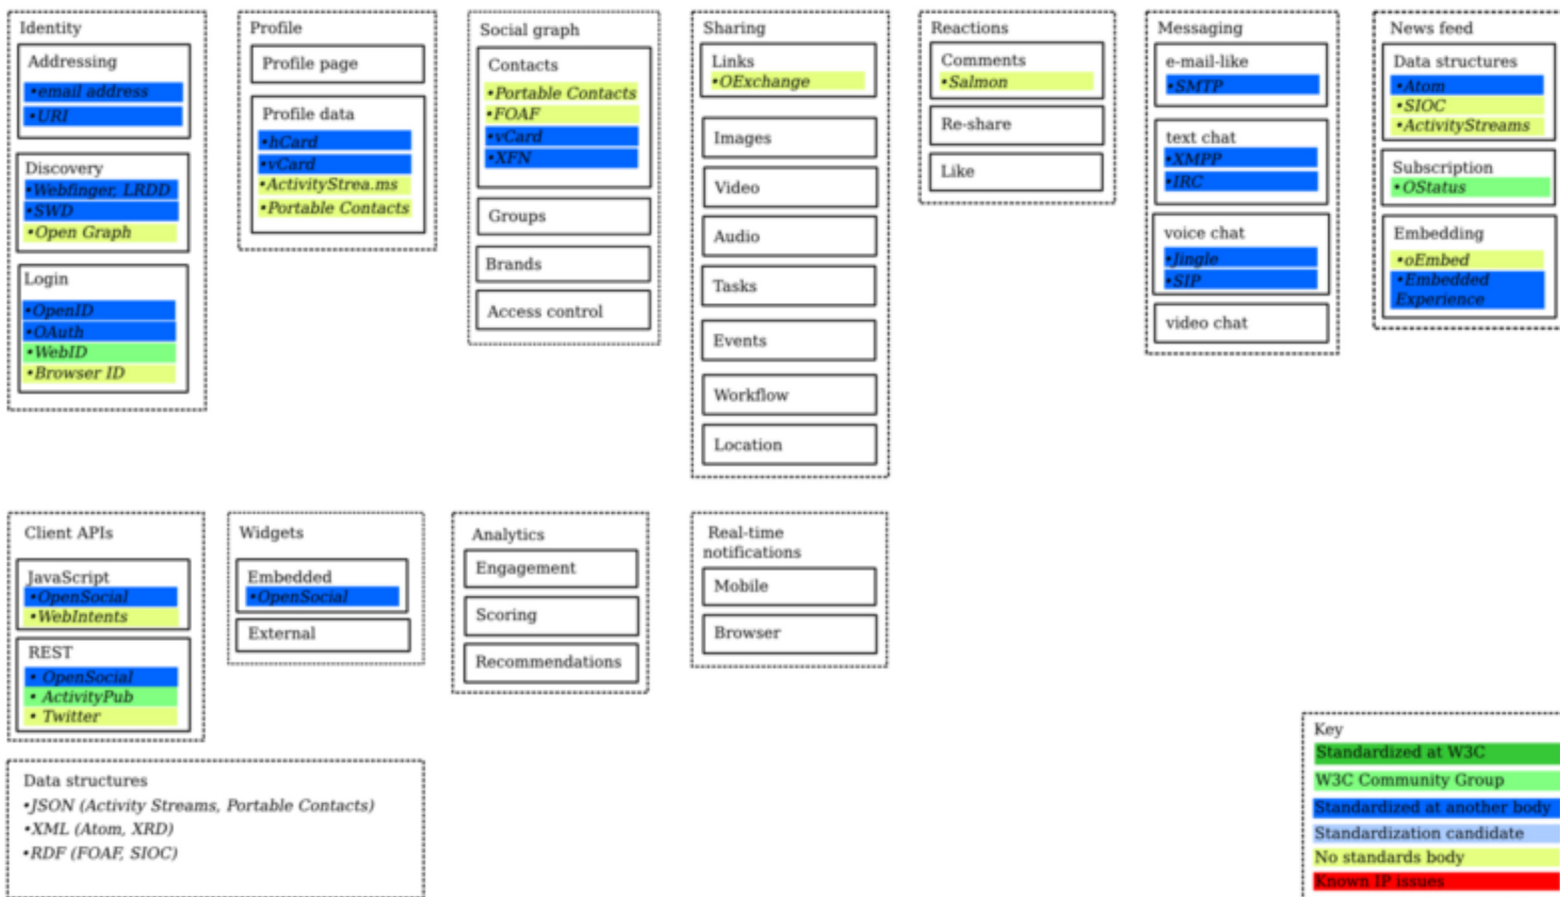 Identity
Addressing
•email address
•URI
Discovery
•Webfinger, LRDD
•SWD
•Open Graph
Login
•OpenID
•OAuth
•WebID
•Browser ID
Profile
Profile page
Profile data
•hCard
•vCard
•ActivityStrea.ms
•Portable Contacts
Social graph
Contacts
•Portable Contacts
•FOAF
•vCard
•XFN
Groups
Brands
Access control
Sharing
Links
•OExchange
Images
Video
Audio
Tasks
Events
Workflow
Location
Reactions
Comments
•Salmon
Re-share
Like
Messaging
e-mail-like
•SMTP
text chat
•XMPP
•IRC
voice chat
•Jingle
•SIP
video chat
News feed
Data structures
•Atom
•SIOC
•ActivityStreams
Subscription
•OStatus
Embedding
•oEmbed
•Embedded
Experience
Client APIs
JavaScript
•OpenSocial
•WebIntents
REST
• OpenSocial
• ActivityPub
• Twitter
Widgets
Embedded
•OpenSocial
External
Analytics
Engagement
Scoring
Recommendations
Real-time
notifications
Mobile
Browser
Data structures
•JSON (Activity Streams, Portable Contacts)
•XML (Atom, XRD)
•RDF (FOAF, SIOC)
Key
Standardized at W3C
W3C Community Group
Standardized at another body
Standardization candidate
No standards body
Known IP issues